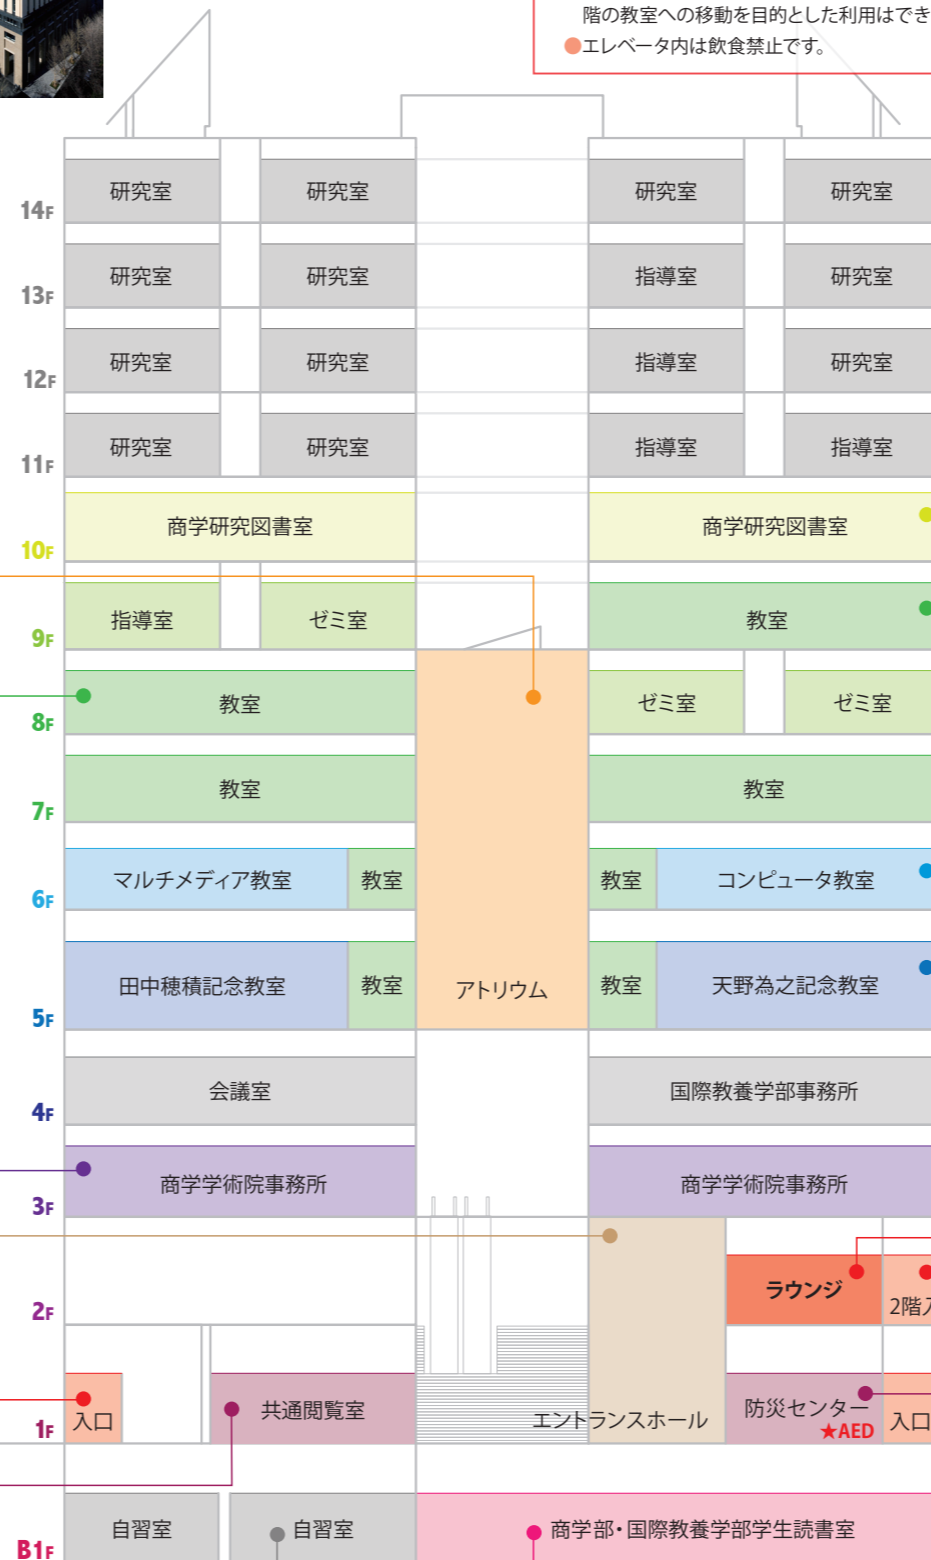 階の教室への移動を目的とした利用はでき
●エレベータ内は飲食禁止です。
14F 研究室 研究室 研究室 研究室
13F 研究室 研究室 指導室 研究室
12F 研究室 研究室 指導室 研究室
11F 研究室 研究室 指導室 指導室
10F 商学研究図書室 商学研究図書室
9F 指導室 ゼミ室 教室
8F 教室 ゼミ室 ゼミ室
7F 教室 教室
6F マルチメディア教室 教室 教室 コンピュータ教室
5F 田中穂積記念教室 教室 アトリウム 教室 天野為之記念教室
4F 会議室 国際教養学部事務所
3F 商学学術院事務所 商学学術院事務所
2F ラウンジ 2階入
1F 入口 共通閲覧室 エントランスホール 防災センター 入口
★AED
B1F 自習室 自習室 商学部・国際教養学部学生読書室